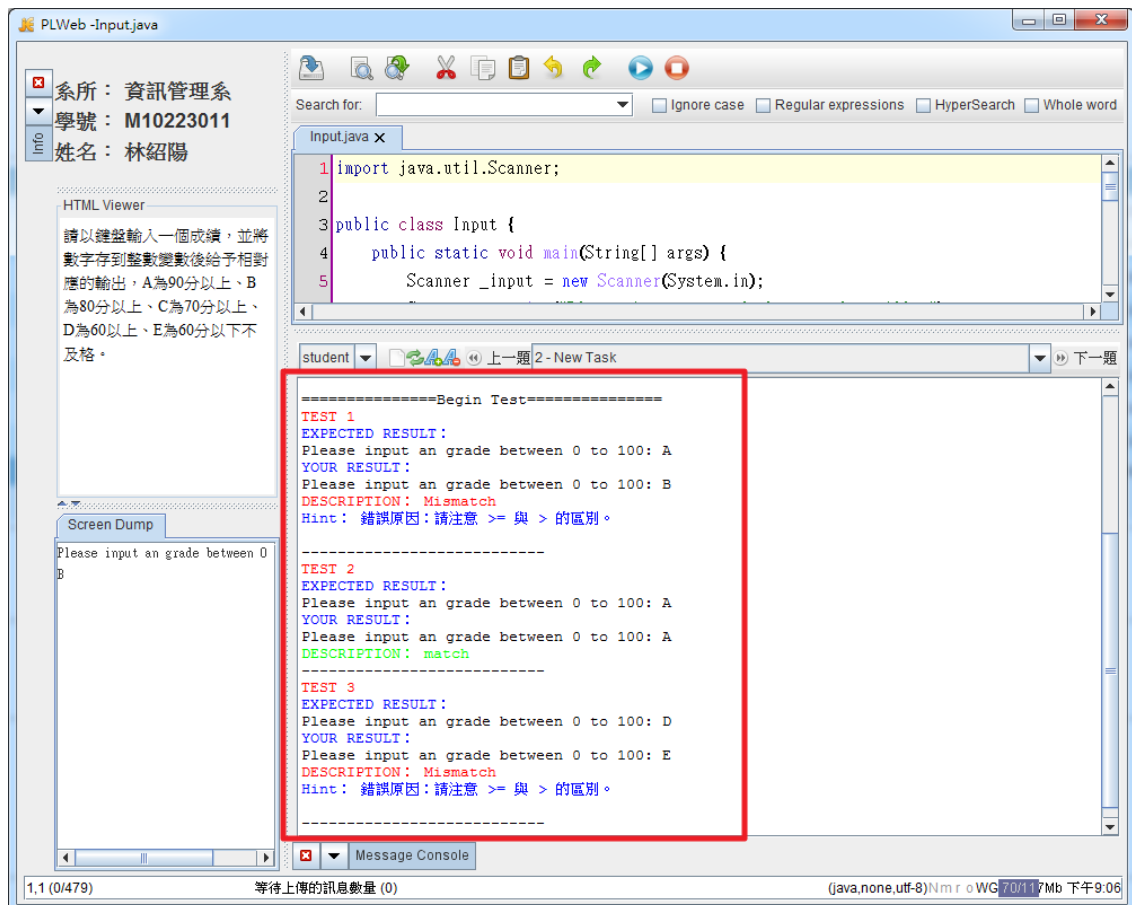 PLWeb -Input.java
系所： 資訊管理系
學號： M10223011
姓名： 林紹陽
Info
Search for:
Ignore case
Regular expressions
HyperSearch
Whole word
Input.java
1 import java.util.Scanner;
2
3 public class Input {
4 public static void main(String[] args) {
5 Scanner _input = new Scanner(System.in);
HTML Viewer
請以鍵盤輸入一個成績，並將
數字存到整數變數後給予相對
應的輸出，A為90分以上、B
為80分以上、C為70分以上、
D為60以上、E為60分以下不
及格。
Screen Dump
Please input an grade between 0
B
student
上一題
2 - New Task
下一題
===============Begin Test===============
TEST 1
EXPECTED RESULT：
Please input an grade between 0 to 100: A
YOUR RESULT：
Please input an grade between 0 to 100: B
DESCRIPTION： Mismatch
Hint： 錯誤原因：請注意 >= 與 > 的區別。
---------------------------
TEST 2
EXPECTED RESULT：
Please input an grade between 0 to 100: A
YOUR RESULT：
Please input an grade between 0 to 100: A
DESCRIPTION： match
---------------------------
TEST 3
EXPECTED RESULT：
Please input an grade between 0 to 100: D
YOUR RESULT：
Please input an grade between 0 to 100: E
DESCRIPTION： Mismatch
Hint： 錯誤原因：請注意 >= 與 > 的區別。
---------------------------
Message Console
1,1 (0/479)
等待上傳的訊息數量 (0)
(java,none,utf-8)N m r o WG 70/117Mb 下午9:06